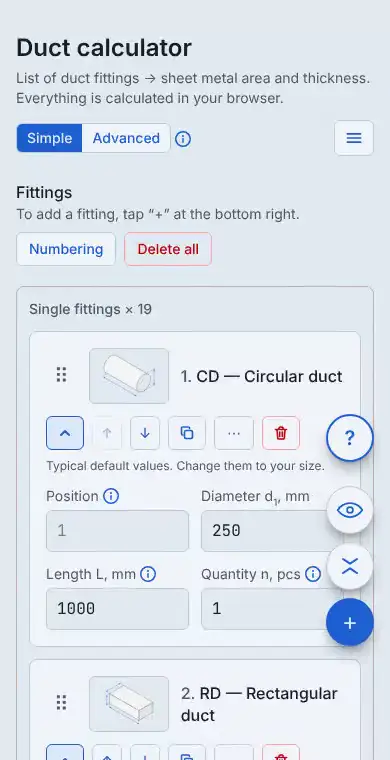 Duct calculator
List of duct fittings → sheet metal area and thickness.
Everything is calculated in your browser.
Simple Advanced
Fittings
To add a fitting, tap “+” at the bottom right.
Numbering Delete all
Single fittings × 19
1. CD — Circular duct
Typical default values. Change them to your size.
Position Diameter d₁, mm
1 250
Length L, mm Quantity n, pcs
1000 1
2. RD — Rectangular
duct